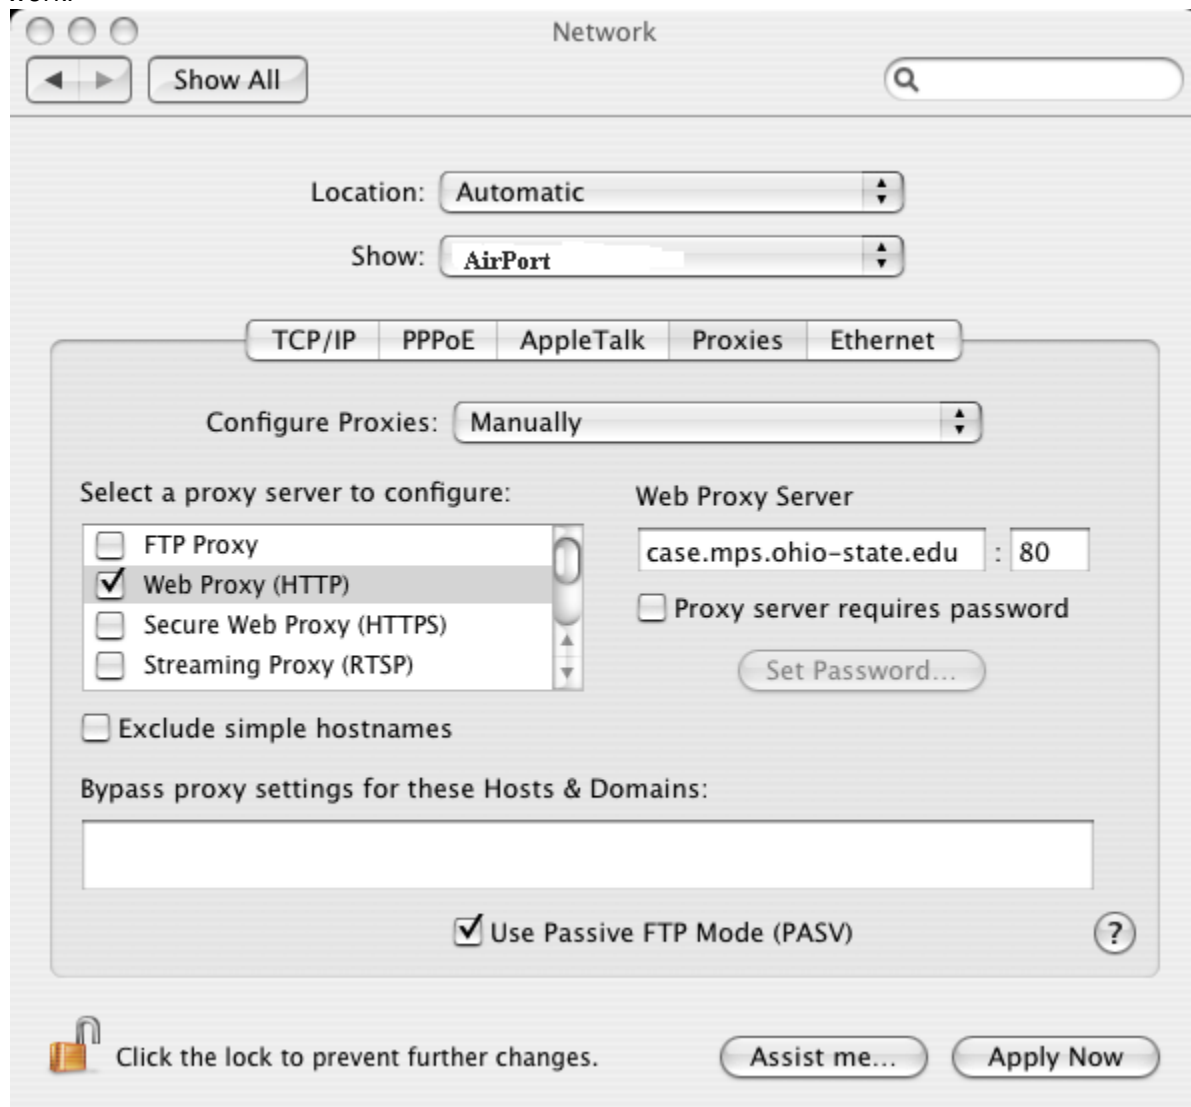 Network
Show All
Location: Automatic
Show: AirPort
TCP/IP PPPoE AppleTalk Proxies Ethernet
Configure Proxies: Manually
Select a proxy server to configure:
Web Proxy Server
FTP Proxy
case.mps.ohio-state.edu : 80
Web Proxy (HTTP)
Proxy server requires password
Secure Web Proxy (HTTPS)
Streaming Proxy (RTSP)
Set Password...
Exclude simple hostnames
Bypass proxy settings for these Hosts & Domains:
Use Passive FTP Mode (PASV)
?
Click the lock to prevent further changes.
Assist me...
Apply Now